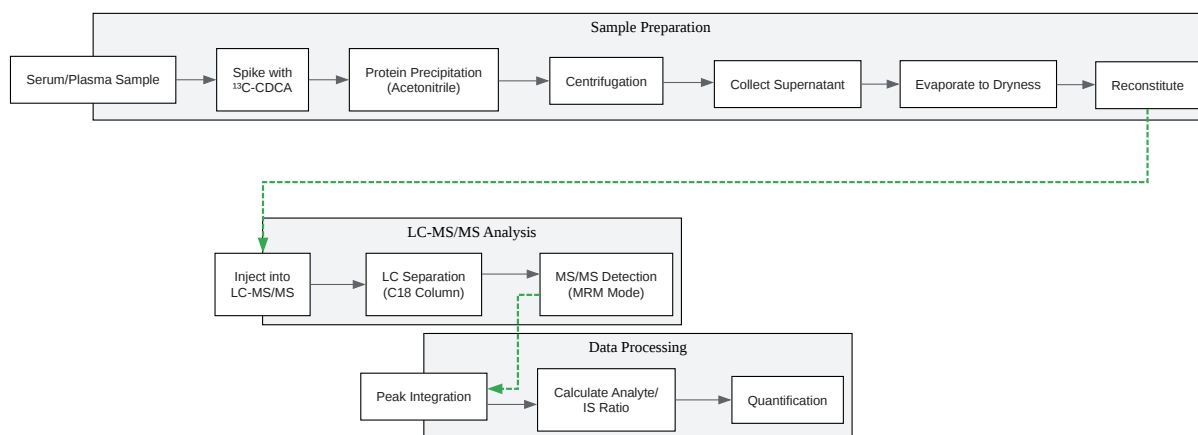 Sample Preparation
Serum/Plasma Sample
Spike with
¹³C-CDCA
Protein Precipitation
(Acetonitrile)
Centrifugation
Collect Supernatant
Evaporate to Dryness
Reconstitute
LC-MS/MS Analysis
Inject into
LC-MS/MS
LC Separation
(C18 Column)
MS/MS Detection
(MRM Mode)
Data Processing
Peak Integration
Calculate Analyte/
IS Ratio
Quantification